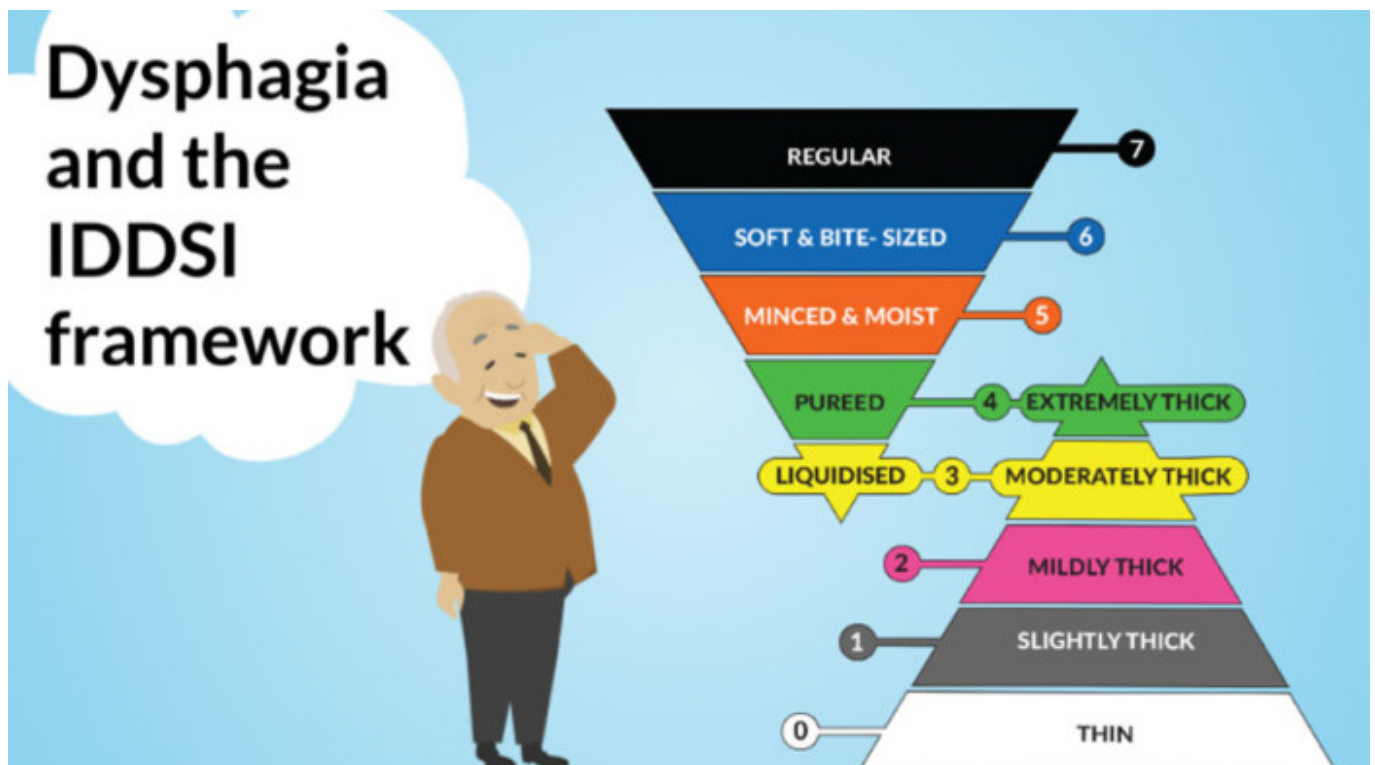 Dysphagia
and the
IDDSI
framework
REGULAR 7
SOFT & BITE- SIZED 6
MINCED & MOIST 5
PUREED 4 EXTREMELY THICK
LIQUIDISED 3 MODERATELY THICK
2 MILDLY THICK
1 SLIGHTLY THICK
0 THIN